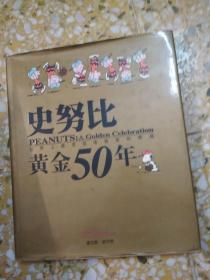 史努比
PEANUTS: A Golden Celebration
黄金50年